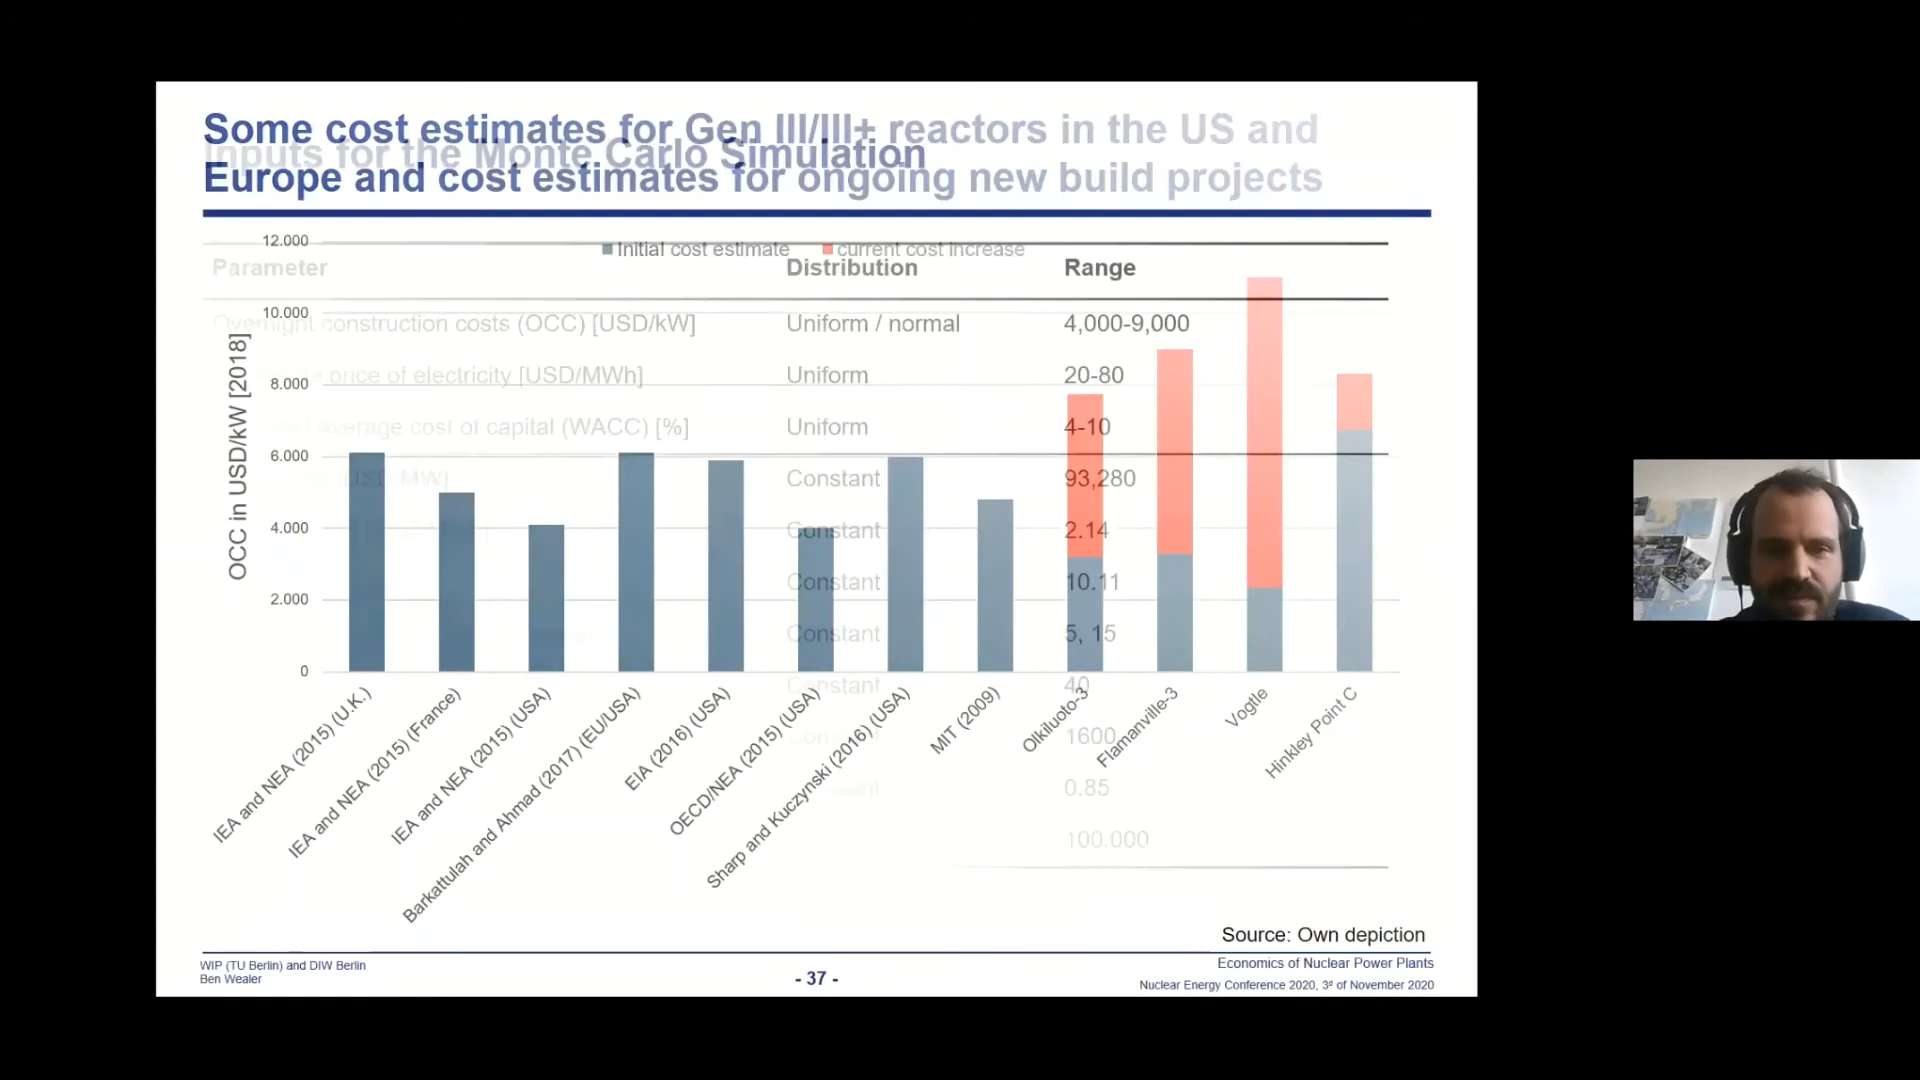 Some cost estimates for Gen III/III+ reactors in the US and
Europe and cost estimates for ongoing new build projects
Inputs for the Monte Carlo Simulation
Initial cost estimate
current cost increase
OCC in USD/kW [2018]
12.000
10.000
8.000
6.000
4.000
2.000
0
Parameter Distribution Range
Overnight construction costs (OCC) [USD/kW] Uniform / normal 4,000-9,000
price of electricity [USD/MWh] Uniform 20-80
average cost of capital (WACC) [%] Uniform 4-10
Constant 93,280
Constant 2.14
Constant 10.11
Constant 5, 15
Constant 40
1600
0.85
100.000
IEA and NEA (2015) (U.K.)
IEA and NEA (2015) (France)
IEA and NEA (2015) (USA)
Barkattulah and Ahmad (2017) (EU/USA)
EIA (2016) (USA)
OECD/NEA (2015) (USA)
Sharp and Kuczynski (2016) (USA)
MIT (2009)
Olkiluoto-3
Flamanville-3
Vogtle
Hinkley Point C
Source: Own depiction
WIP (TU Berlin) and DIW Berlin
Ben Wealer
- 37 -
Economics of Nuclear Power Plants
Nuclear Energy Conference 2020, 3ᵈ of November 2020